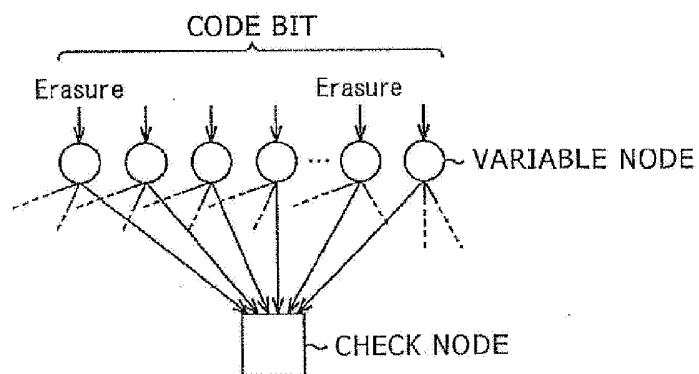 CODE BIT
Erasure Erasure
... VARIABLE NODE
CHECK NODE